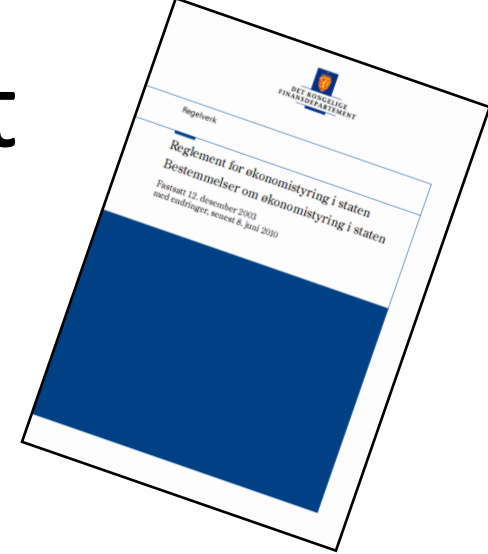 t
DET KONGELIGE
FINANSDEPARTEMENT
Regelverk
Reglement for økonomistyring i staten
Bestemmelser om økonomistyring i staten
Fastsatt 12. desember 2003
med endringer, senest 8. juni 2010